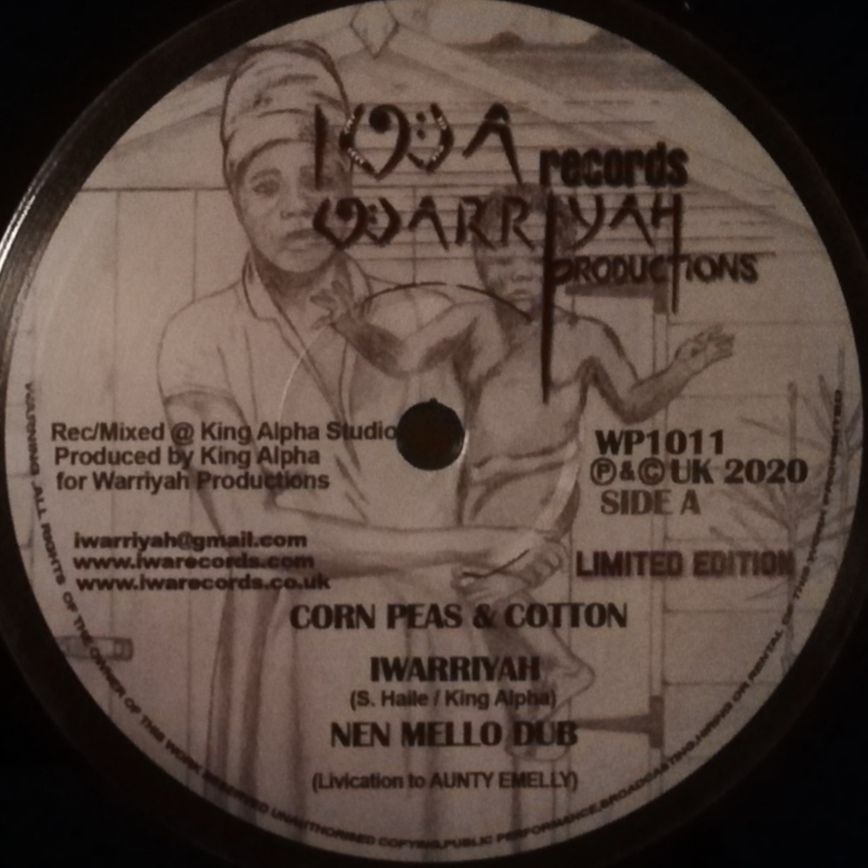 IWA records
WARRIYAH
PRODUCTIONS
Rec/Mixed @ King Alpha Studio
Produced by King Alpha
for Warriyah Productions
WP1011
Ⓟ&©UK 2020
SIDE A
iwarriyah@gmail.com
www.iwarecords.com
www.iwarecords.co.uk
LIMITED EDITION
CORN PEAS & COTTON
IWARRIYAH
(S. Haile / King Alpha)
NEN MELLO DUB
(Livication to AUNTY EMELLY)
WARNING. ALL RIGHTS OF THE OWNER OF THIS WORK RESERVED UNAUTHORISED COPYING,PUBLIC PERFORMANCE,BROADCASTING,HIRING OR RENTAL OF THIS WORK PROHIBITED